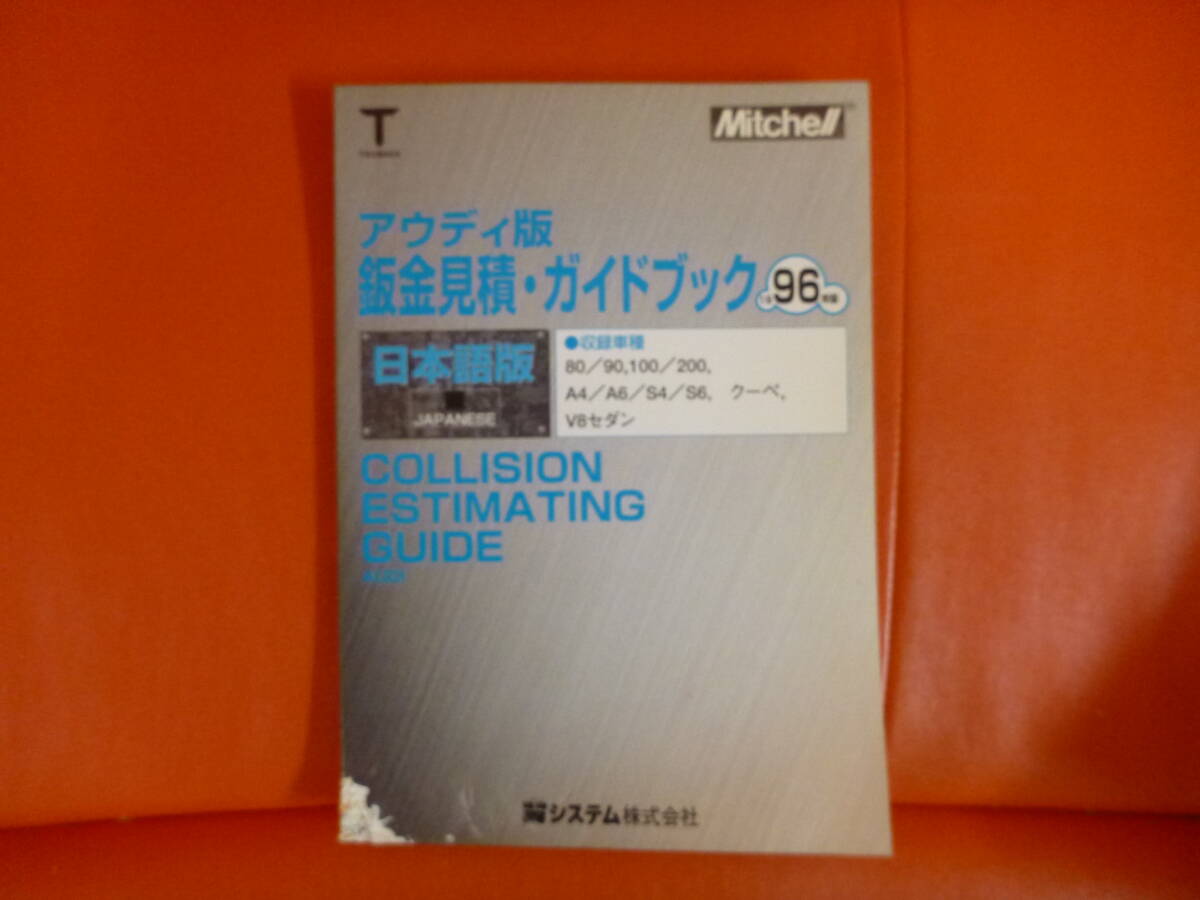 T
Mitchell
アウディ版
鈑金見積・ガイドブック
96
日本語版
JAPANESE
●収録車種
80／90,100／200,
A4／A6／S4／S6, クーペ,
V8セダン
COLLISION
ESTIMATING
GUIDE
システム株式会社